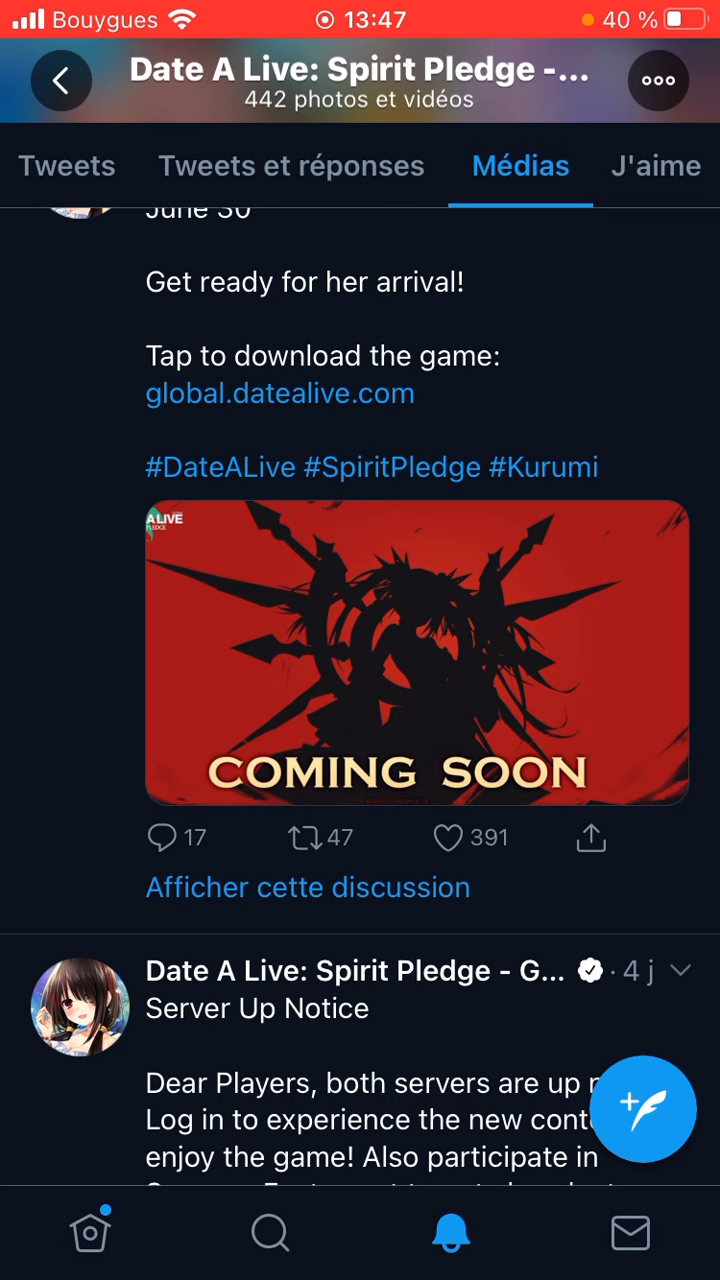 Bouygues 13:47 40 %
Date A Live: Spirit Pledge -...
442 photos et vidéos
Tweets Tweets et réponses Médias J'aime
June 30
Get ready for her arrival!
Tap to download the game:
global.datealive.com
#DateALive #SpiritPledge #Kurumi
A LIVE
COMING SOON
17 47 391
Afficher cette discussion
Date A Live: Spirit Pledge - G... · 4 j
Server Up Notice
Dear Players, both servers are up
Log in to experience the new
enjoy the game! Also participate in